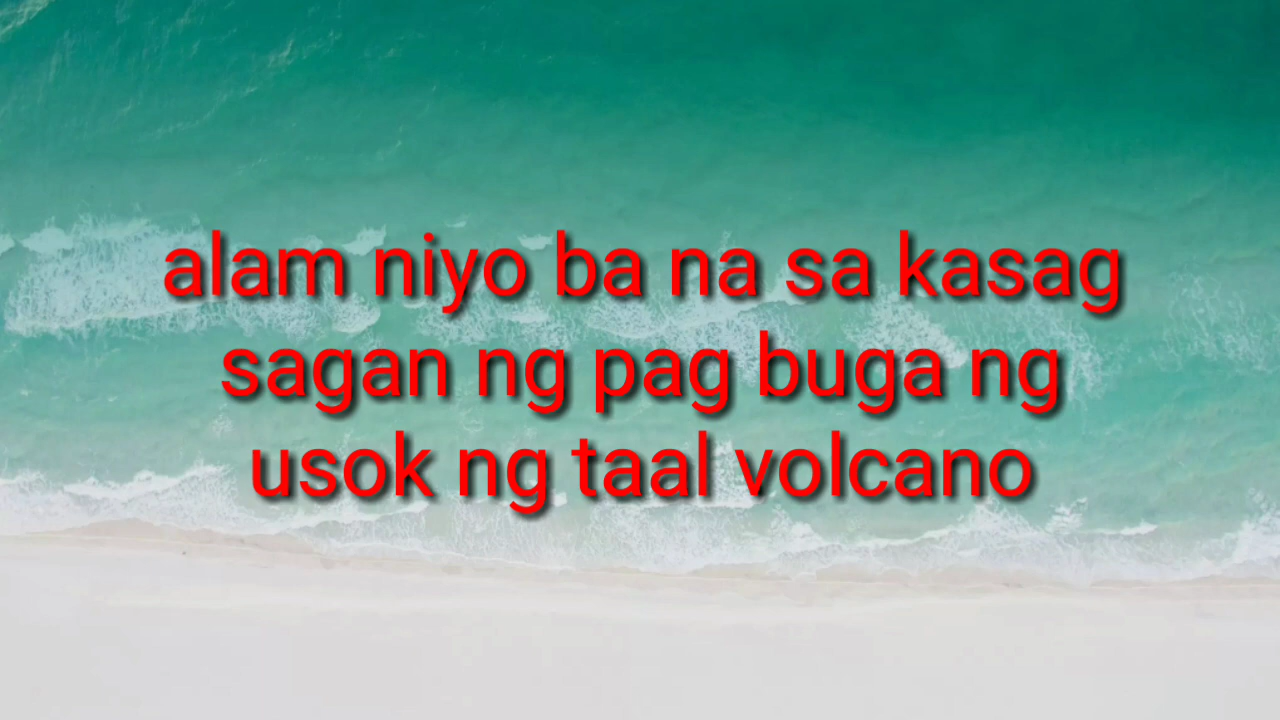 alam niyo ba na sa kasag
sagan ng pag buga ng
usok ng taal volcano